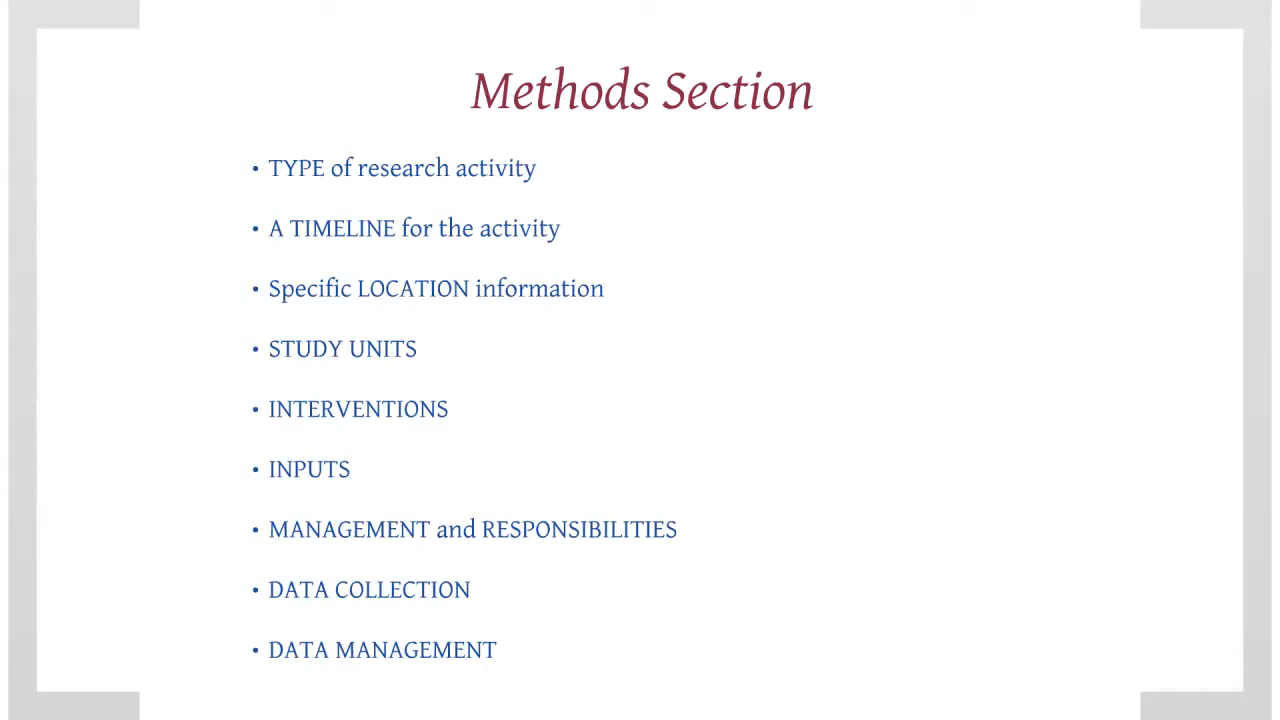 Methods Section
• TYPE of research activity
• A TIMELINE for the activity
• Specific LOCATION information
• STUDY UNITS
• INTERVENTIONS
• INPUTS
• MANAGEMENT and RESPONSIBILITIES
• DATA COLLECTION
• DATA MANAGEMENT